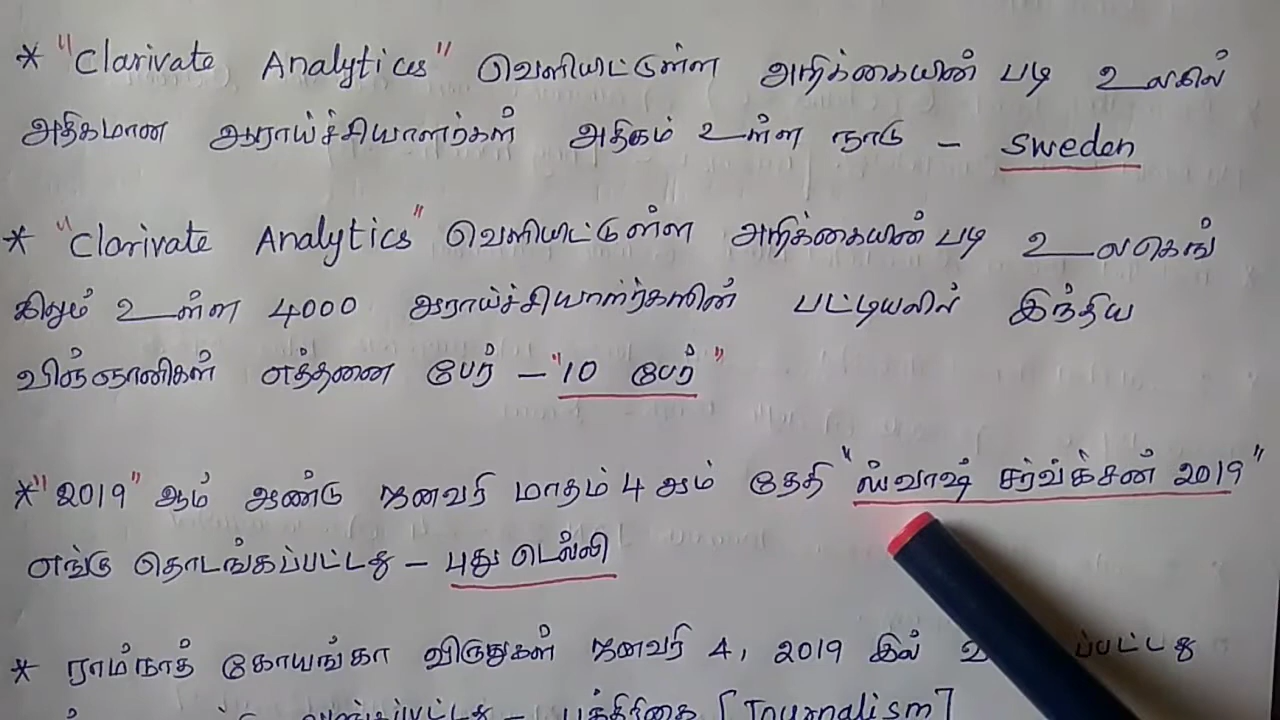 * "Clarivate Analytics" வெளியிட்டுள்ள அறிக்கையின் படி உலகில்
அதிகமான ஆராய்ச்சியாளர்கள் அதிகம் உள்ள நாடு – Sweden
* "Clarivate Analytics" வெளியிட்டுள்ள அறிக்கையின் படி உலகெங்
கிலும் உள்ள 4000 ஆராய்ச்சியாளர்களின் பட்டியலில் இந்திய
விஞ்ஞானிகள் எத்தனை பேர் – "10 பேர்"
* "2019" ஆம் ஆண்டு ஜனவரி மாதம் 4 ஆம் தேதி "ஸ்வாஷ் சர்வ்க்சன் 2019"
எங்கு தொடங்கப்பட்டது – புது டெல்லி
* ராம்நாத் கோயங்கா விருதுகள் ஜனவரி 4, 2019 இல்
பத்திரிகை [Journalism]